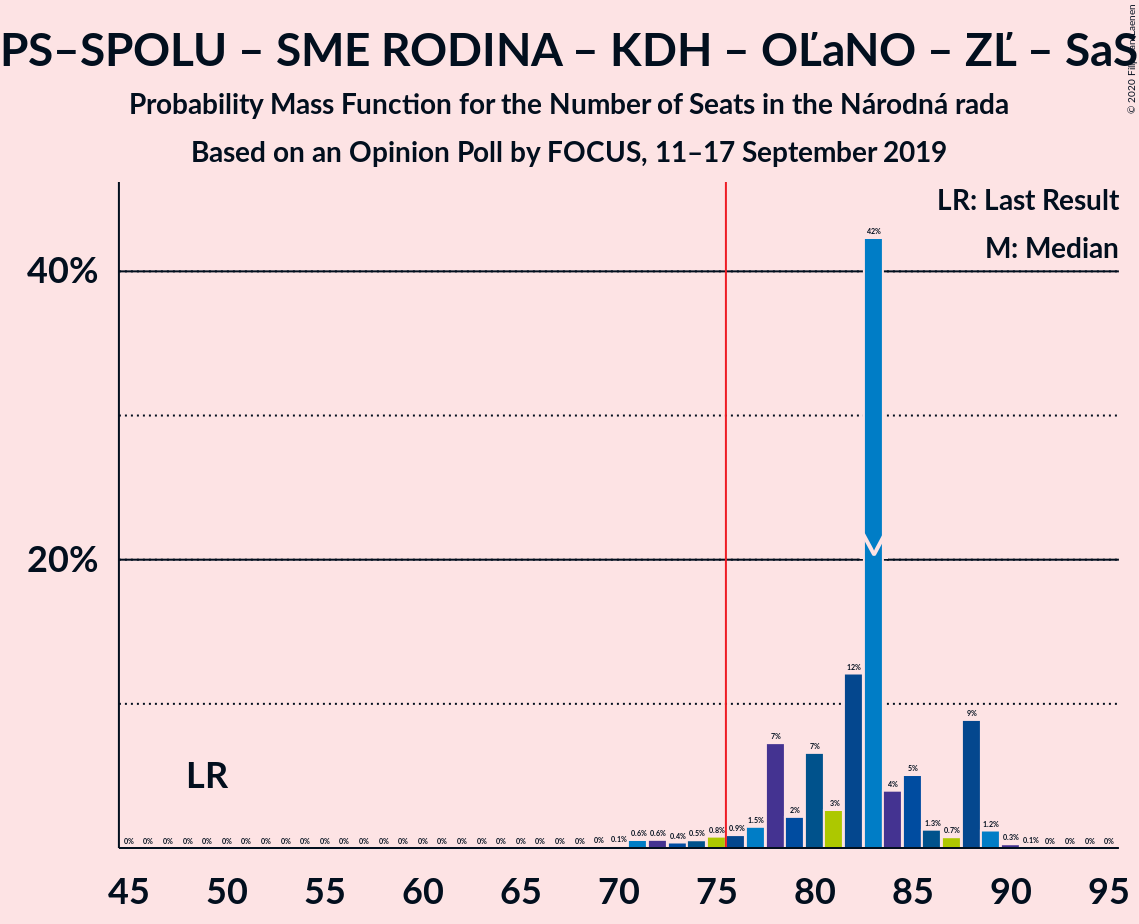 PS–SPOLU – SME RODINA – KDH – OĽaNO – ZĽ – SaS
Probability Mass Function for the Number of Seats in the Národná rada
Based on an Opinion Poll by FOCUS, 11–17 September 2019
© 2020
LR: Last Result
M: Median
40%
20%
LR
M
0% 0% 0% 0% 0% 0% 0% 0% 0% 0% 0% 0% 0% 0% 0% 0% 0% 0% 0% 0% 0% 0% 0% 0% 0% 0.1% 0.6% 0.6% 0.4% 0.5% 0.8% 0.9% 1.5% 7% 2% 7% 3% 12% 42% 4% 5% 1.3% 0.7% 9% 1.2% 0.3% 0.1% 0% 0% 0% 0%
45 50 55 60 65 70 75 80 85 90 95